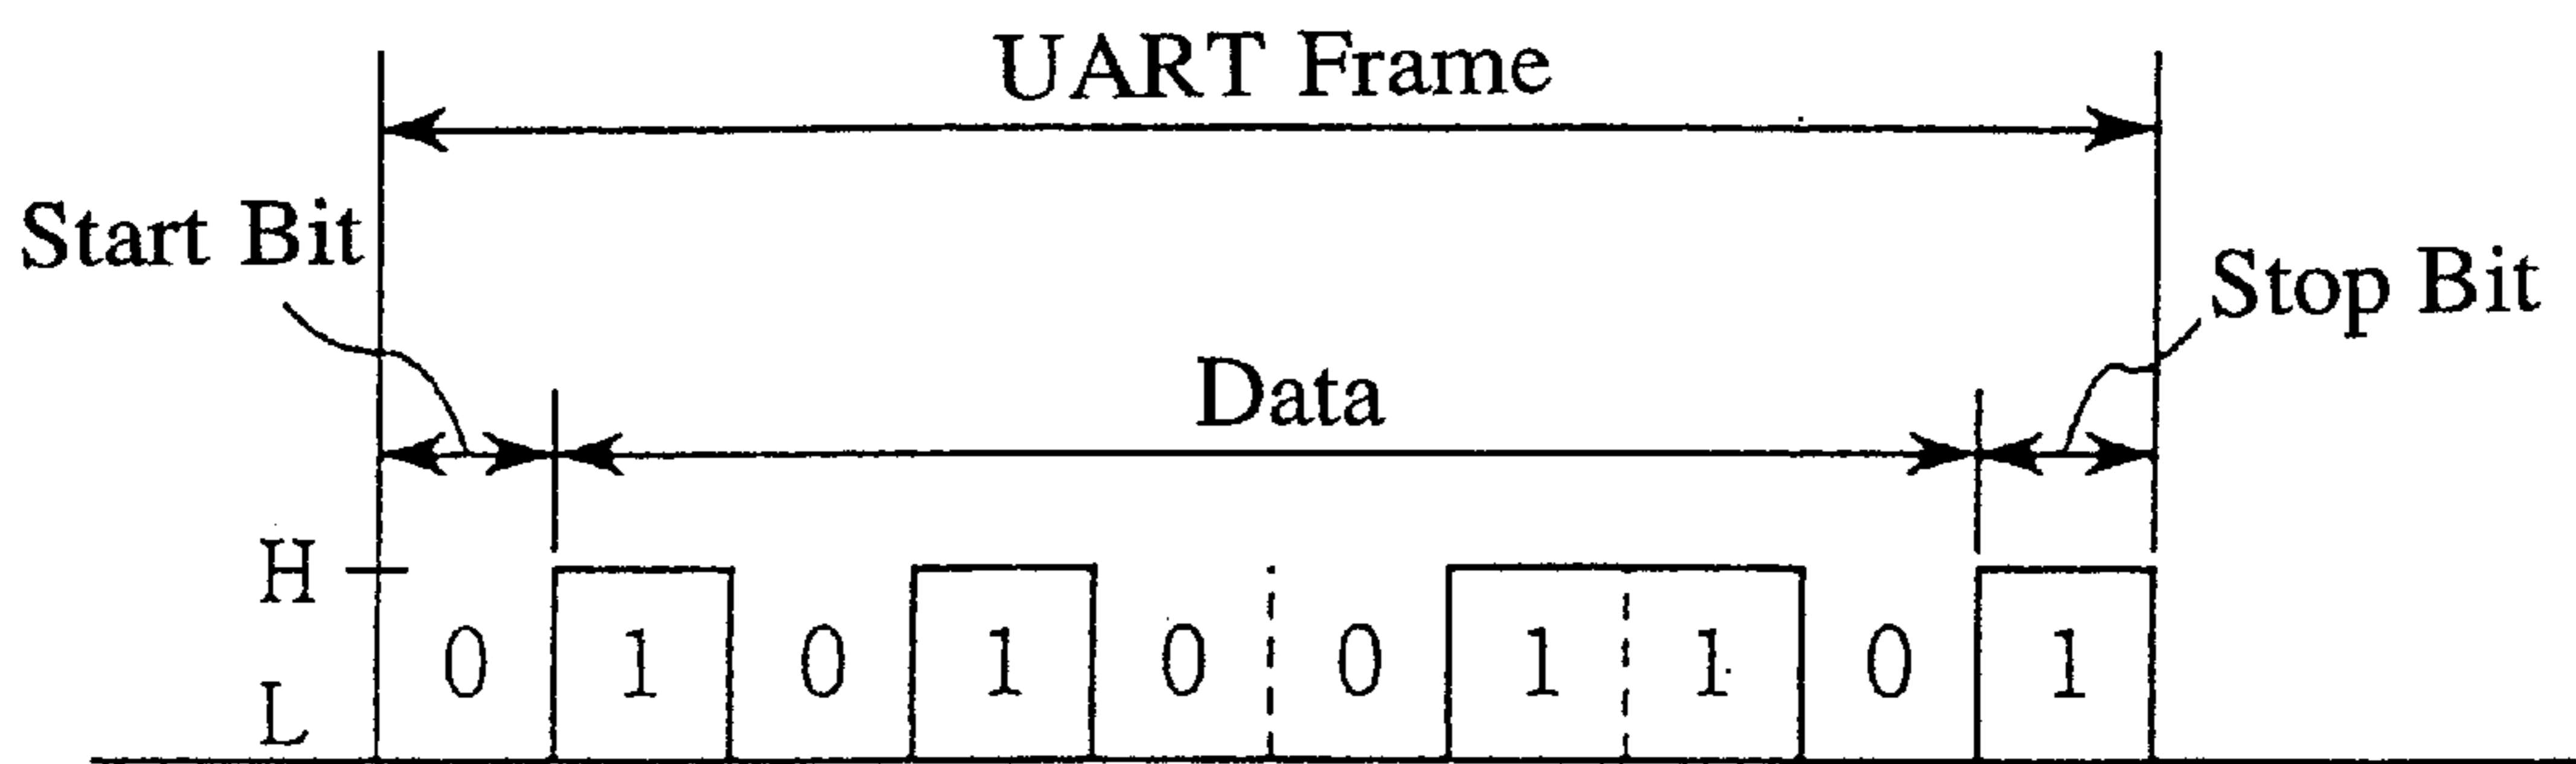 UART Frame
Start Bit
Stop Bit
Data
H
0 1 0 1 0 0 1 1 0 1
L